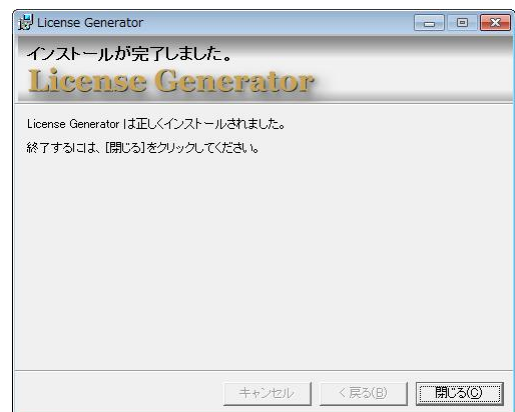 License Generator
インストールが完了しました。
License Generator
License Generator は正しくインストールされました。
終了するには、[閉じる]をクリックしてください。
キャンセル
< 戻る(B)
閉じる(C)